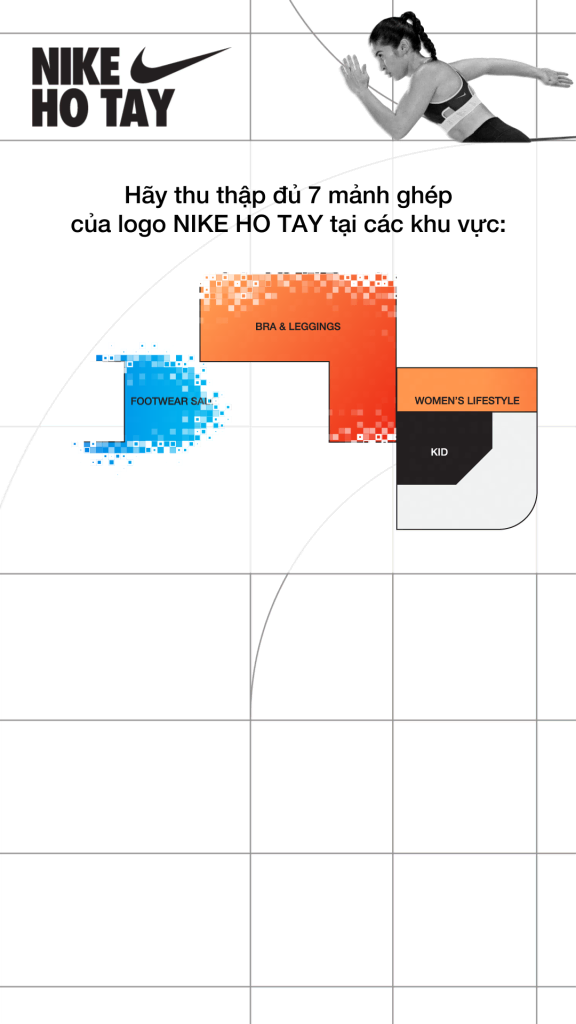 NIKE
HO TAY
Hãy thu thập đủ 7 mảnh ghép
của logo NIKE HO TAY tại các khu vực:
BRA & LEGGINGS
FOOTWEAR
WOMEN'S LIFESTYLE
KID